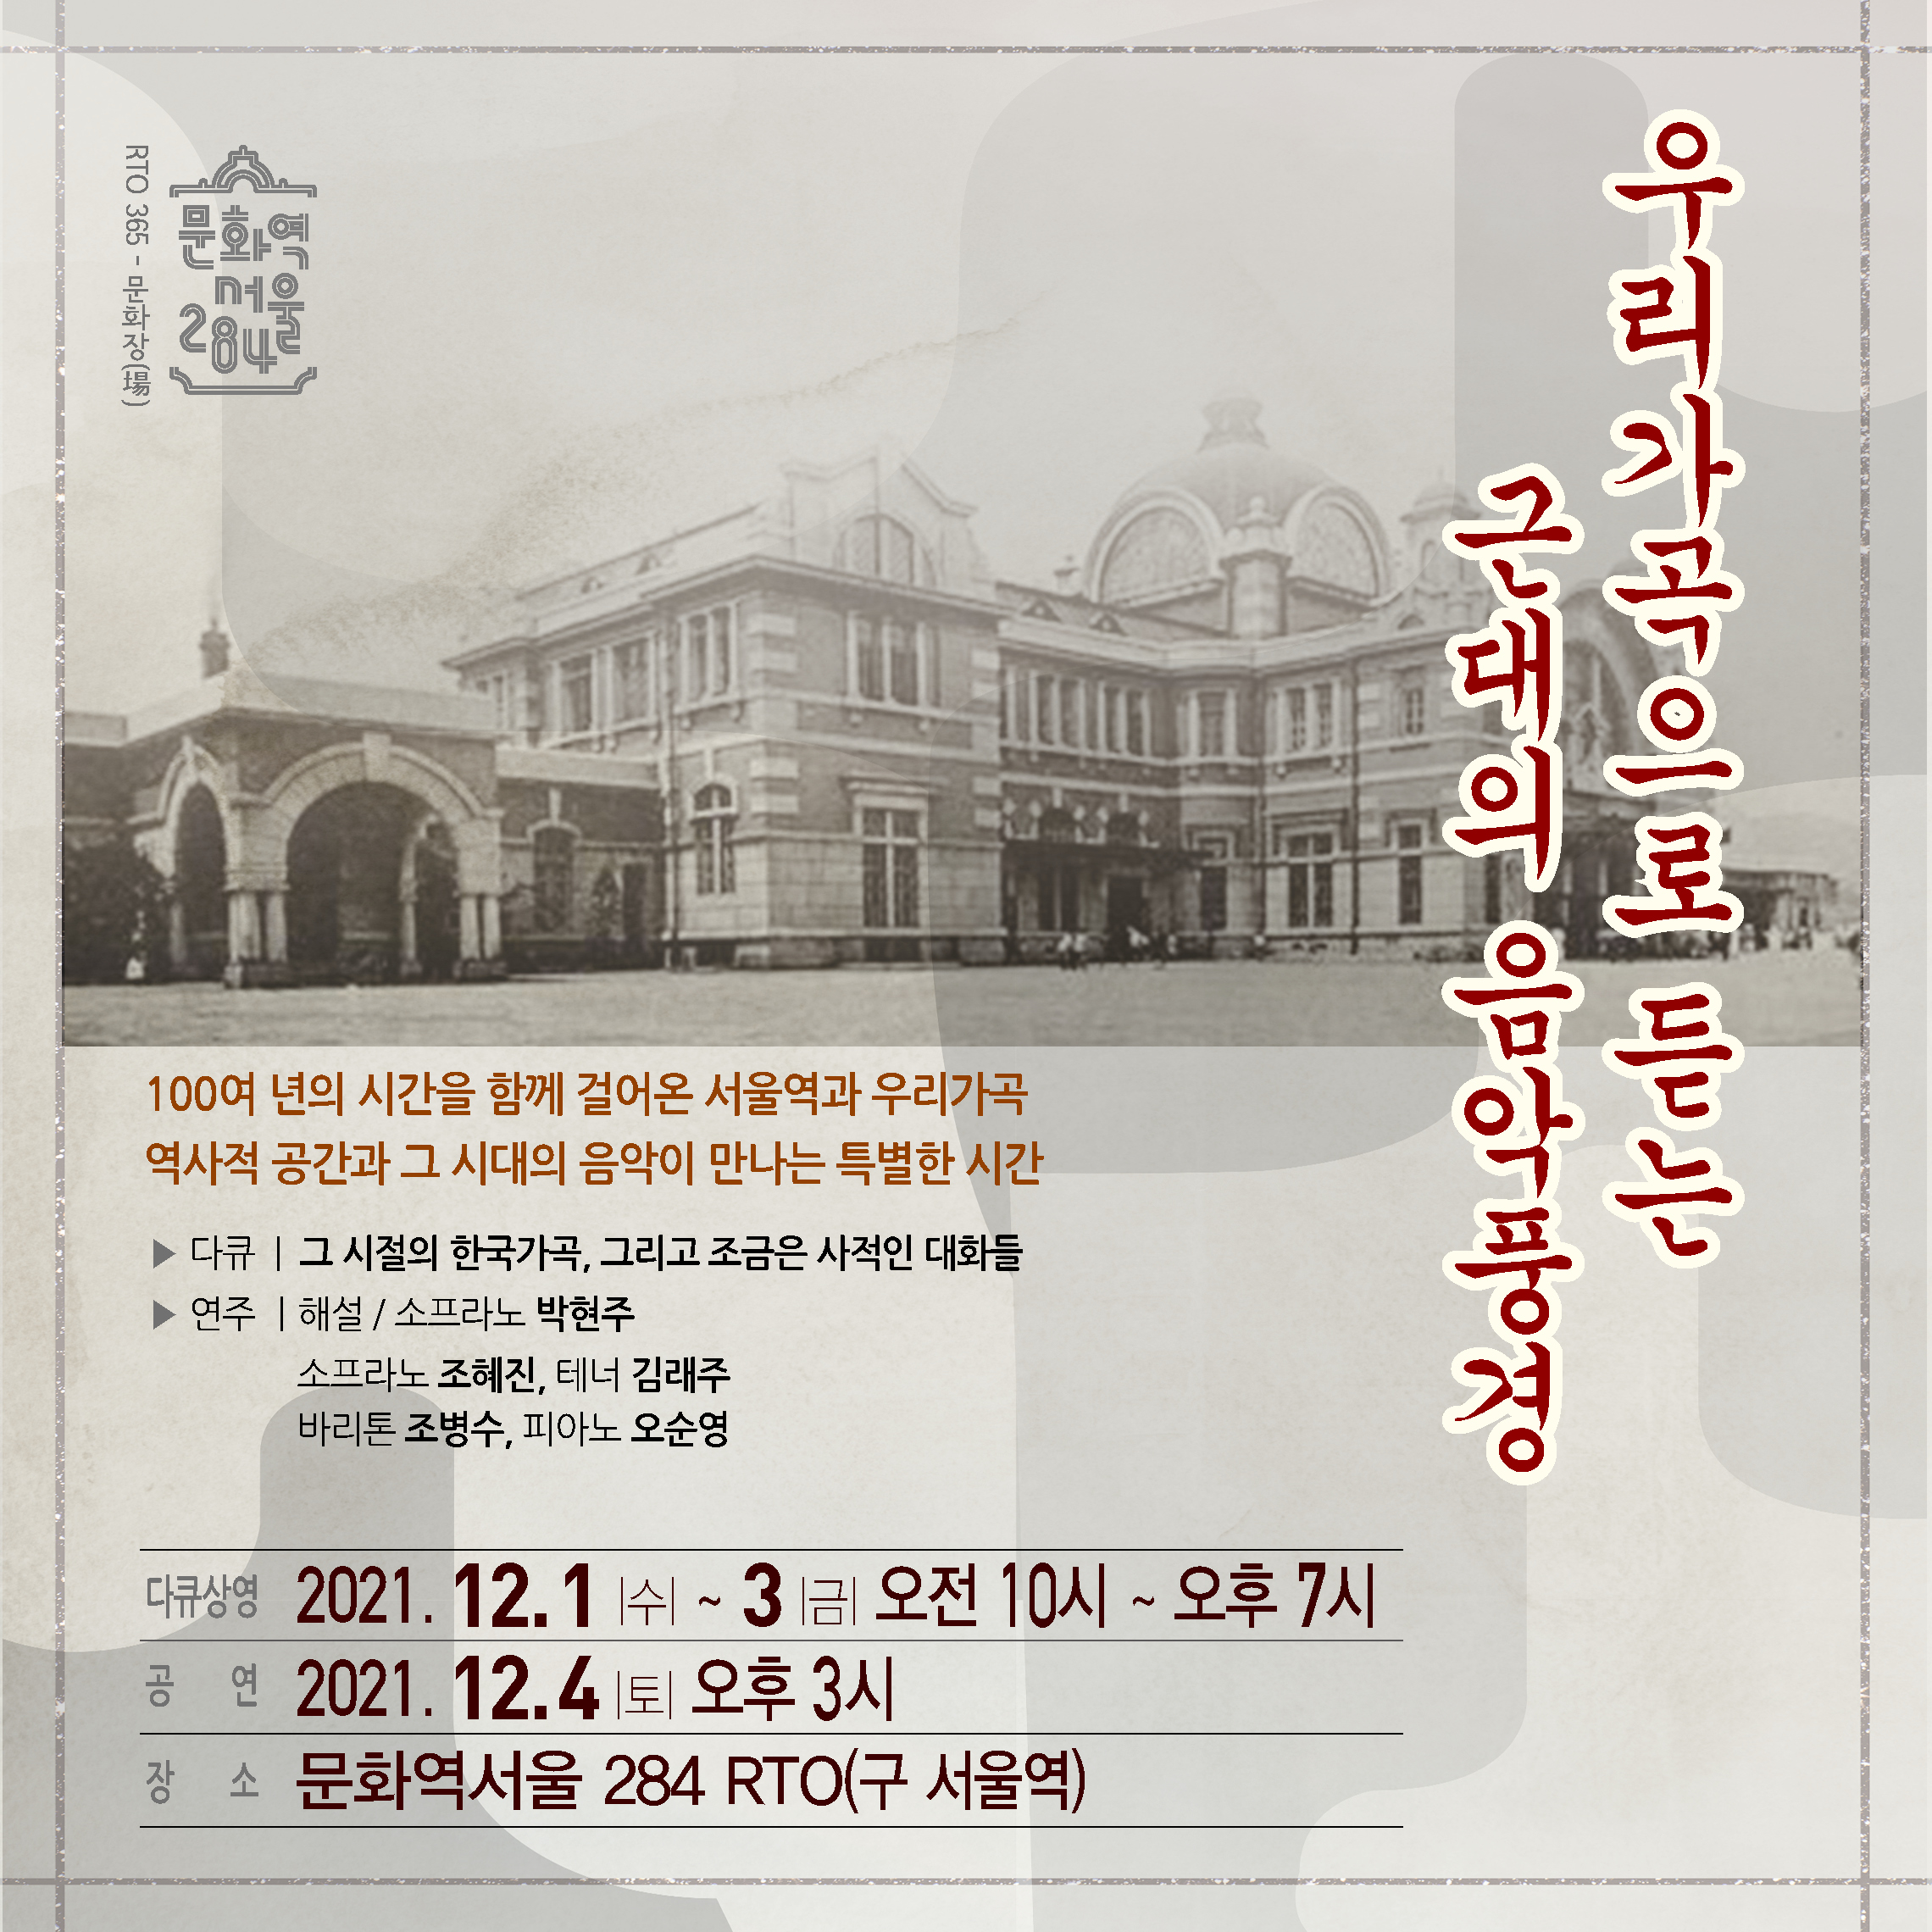 RTO 365 - 문화장(場)
문화역
서울
284
우리가곡으로 듣는
근대의 음악풍경
100여 년의 시간을 함께 걸어온 서울역과 우리가곡
역사적 공간과 그 시대의 음악이 만나는 특별한 시간
▶ 다큐 | 그 시절의 한국가곡, 그리고 조금은 사적인 대화들
▶ 연주 | 해설 / 소프라노 박현주
소프라노 조혜진, 테너 김래주
바리톤 조병수, 피아노 오순영
다큐상영 2021. 12. 1 |수| ~ 3 |금| 오전 10시 ~ 오후 7시
공 연 2021. 12. 4 |토| 오후 3시
장 소 문화역서울 284 RTO(구 서울역)